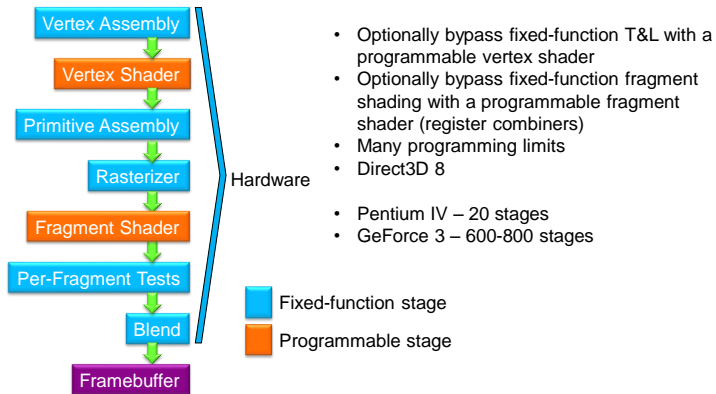 Vertex Assembly
Vertex Shader
Primitive Assembly
Rasterizer
Fragment Shader
Per-Fragment Tests
Blend
Framebuffer
Hardware
• Optionally bypass fixed-function T&L with a
programmable vertex shader
• Optionally bypass fixed-function fragment
shading with a programmable fragment
shader (register combiners)
• Many programming limits
• Direct3D 8
• Pentium IV – 20 stages
• GeForce 3 – 600-800 stages
Fixed-function stage
Programmable stage